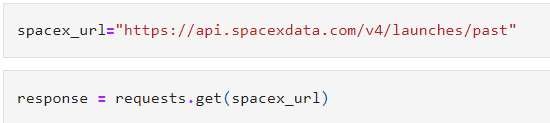 spacex_url="https://api.spacexdata.com/v4/launches/past"
response = requests.get(spacex_url)